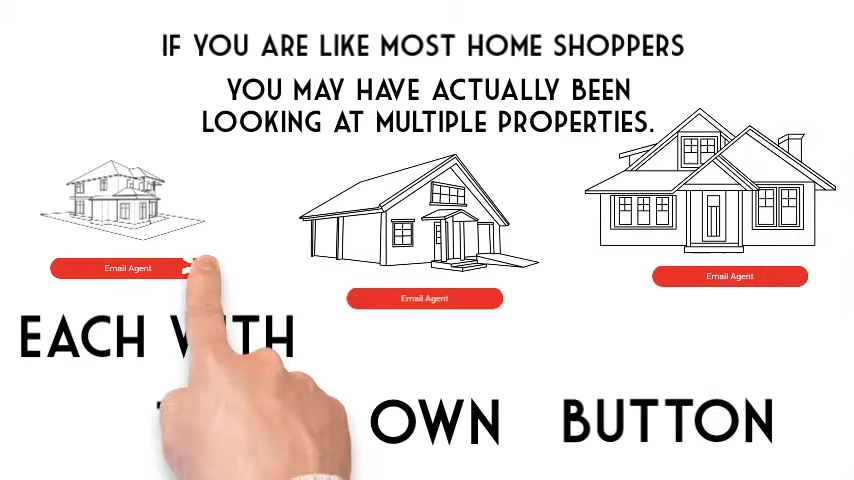 IF YOU ARE LIKE MOST HOME SHOPPERS
YOU MAY HAVE ACTUALLY BEEN
LOOKING AT MULTIPLE PROPERTIES.
Email Agent
Email Agent
Email Agent
EACH WITH
OWN BUTTON